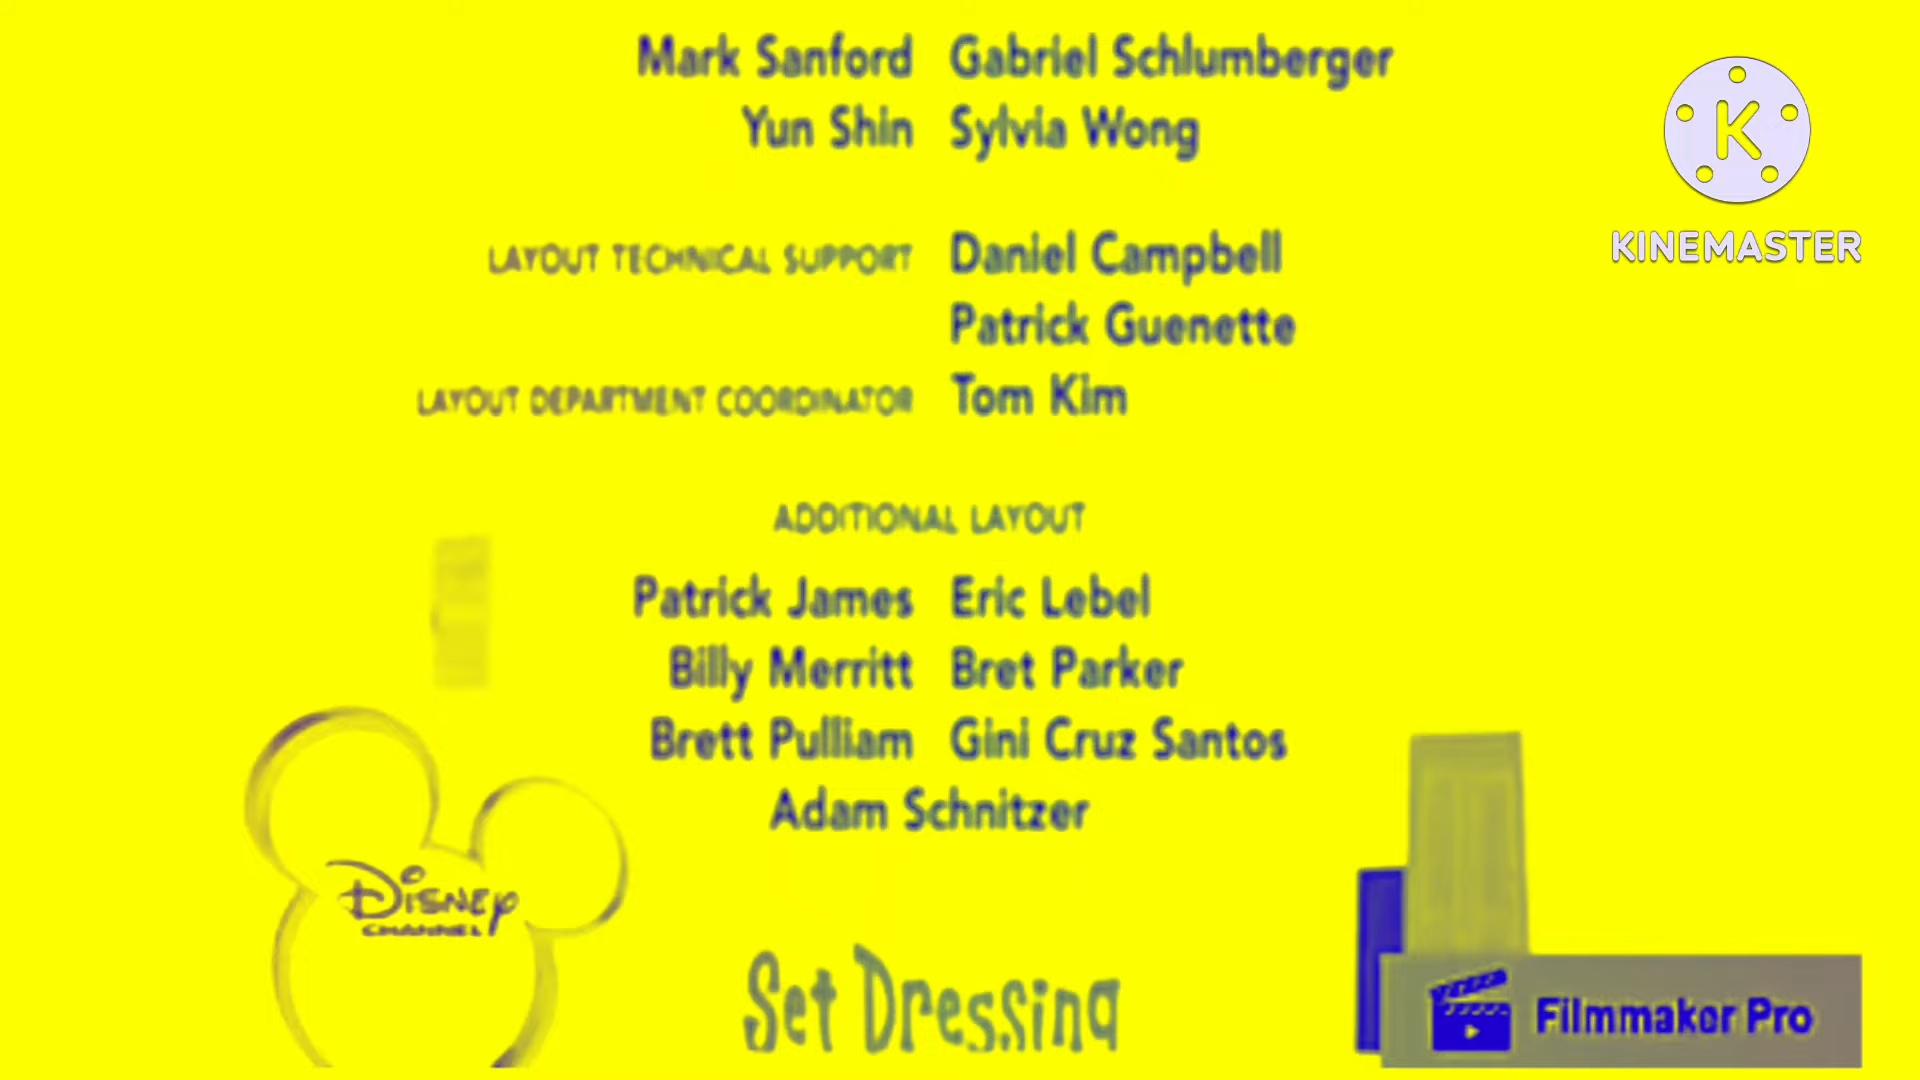 Mark Sanford Gabriel Schlumberger
Yun Shin Sylvia Wong
K
KINEMASTER
LAYOUT TECHNICAL SUPPORT Daniel Campbell
Patrick Guenette
LAYOUT DEPARTMENT COORDINATOR Tom Kim
ADDITIONAL LAYOUT
Patrick James Eric Lebel
Billy Merritt Bret Parker
Brett Pulliam Gini Cruz Santos
Adam Schnitzer
DISNEY
CHANNEL
Set Dressing
Filmmaker Pro